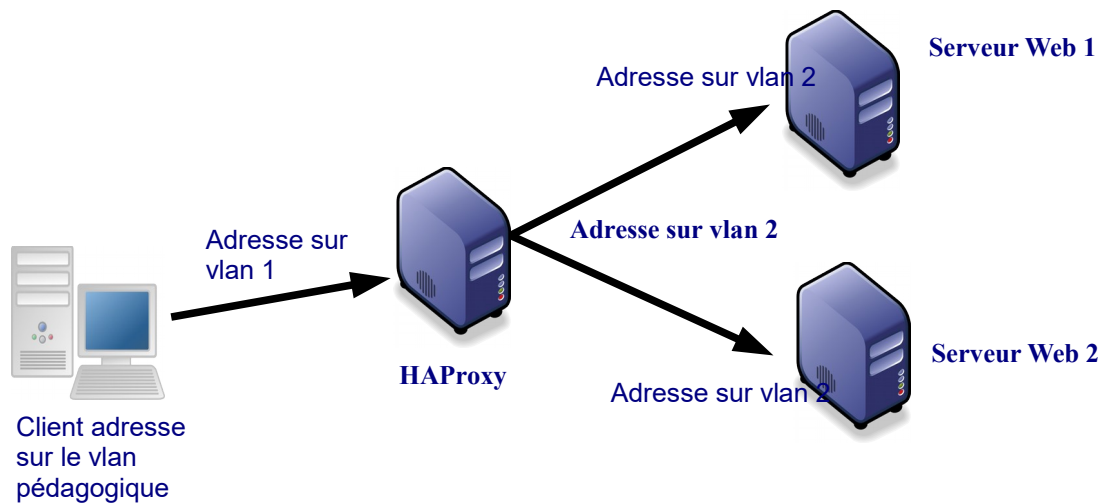 Serveur Web 1
Adresse sur vlan 2
Adresse sur
vlan 1
Adresse sur vlan 2
HAProxy
Serveur Web 2
Adresse sur vlan 2
Client adresse
sur le vlan
pédagogique